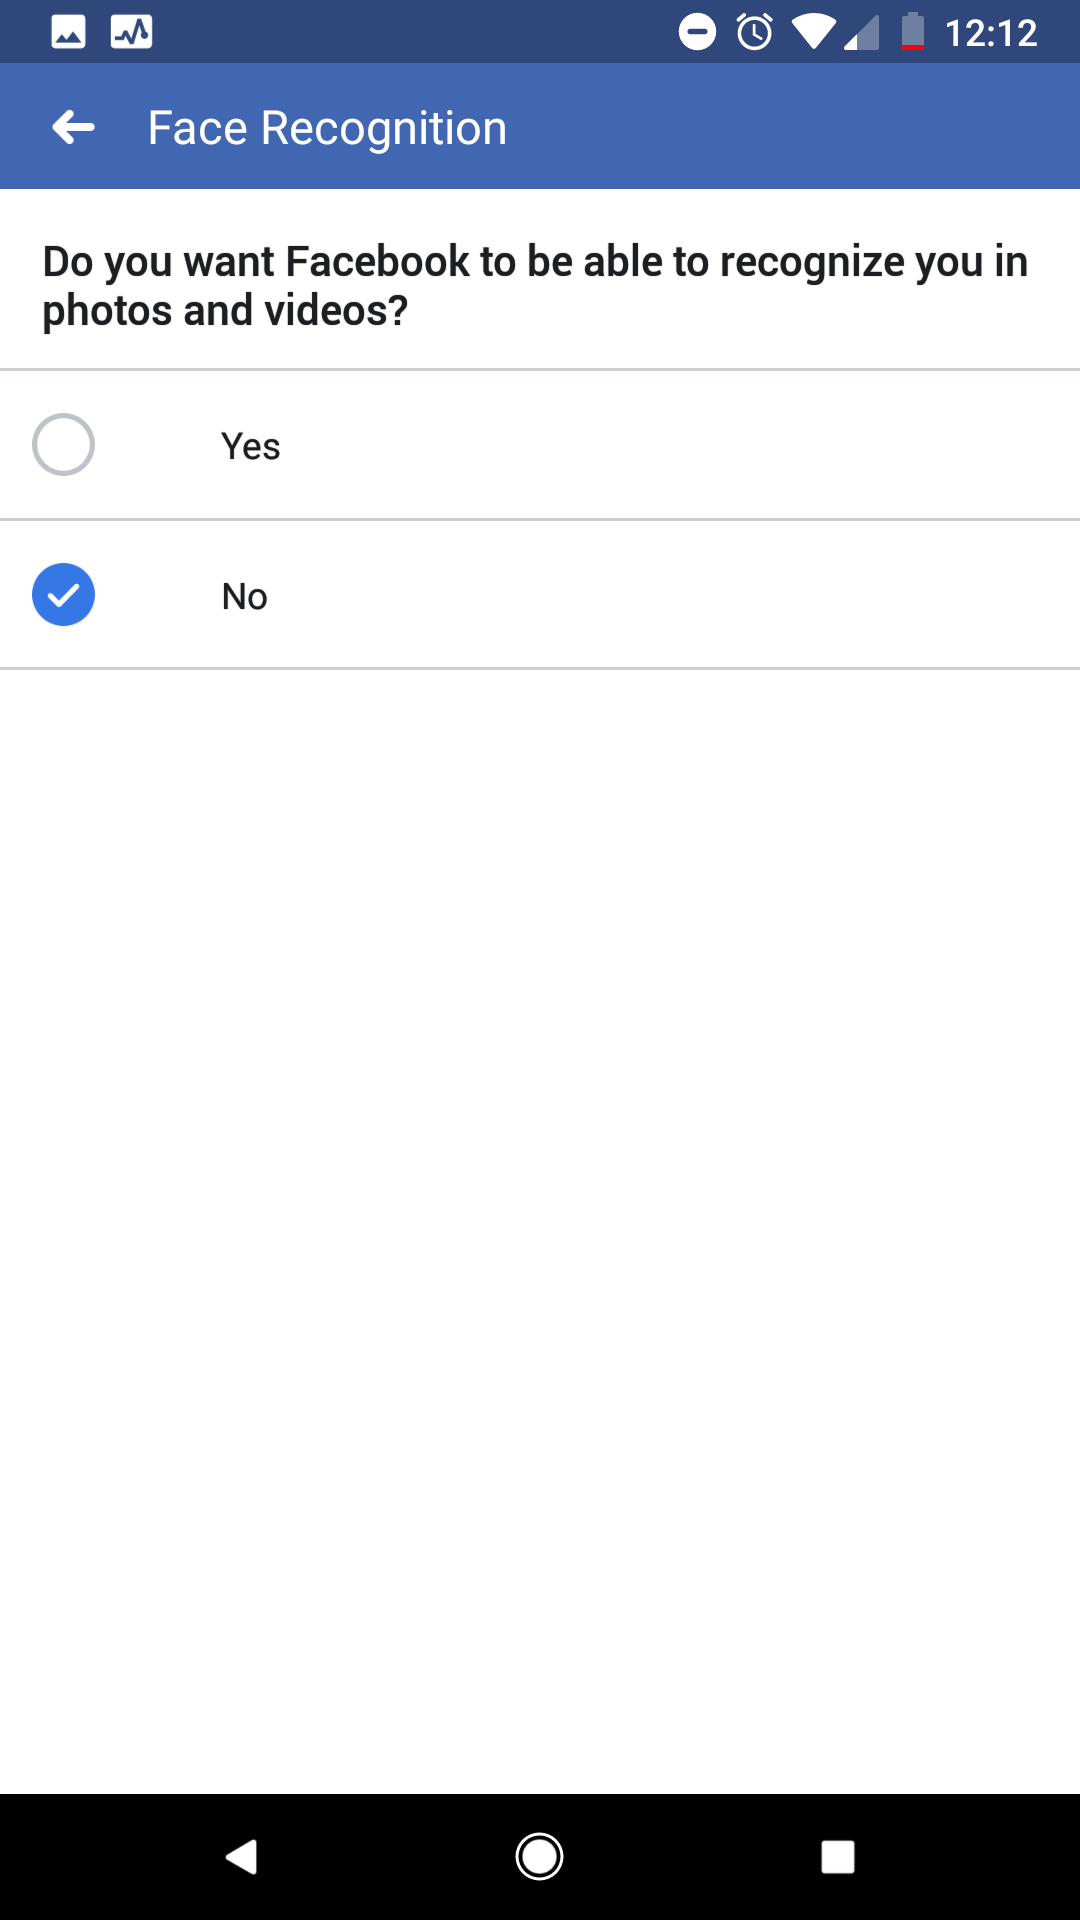 12:12
Face Recognition
Do you want Facebook to be able to recognize you in
photos and videos?
Yes
No